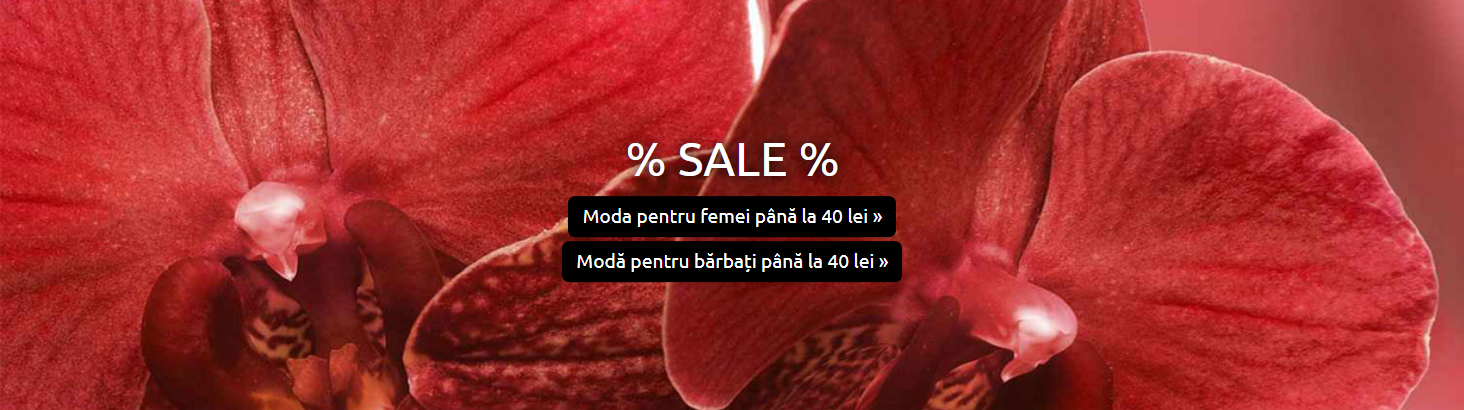 % SALE %
Moda pentru femei până la 40 lei »
Modă pentru bărbați până la 40 lei »